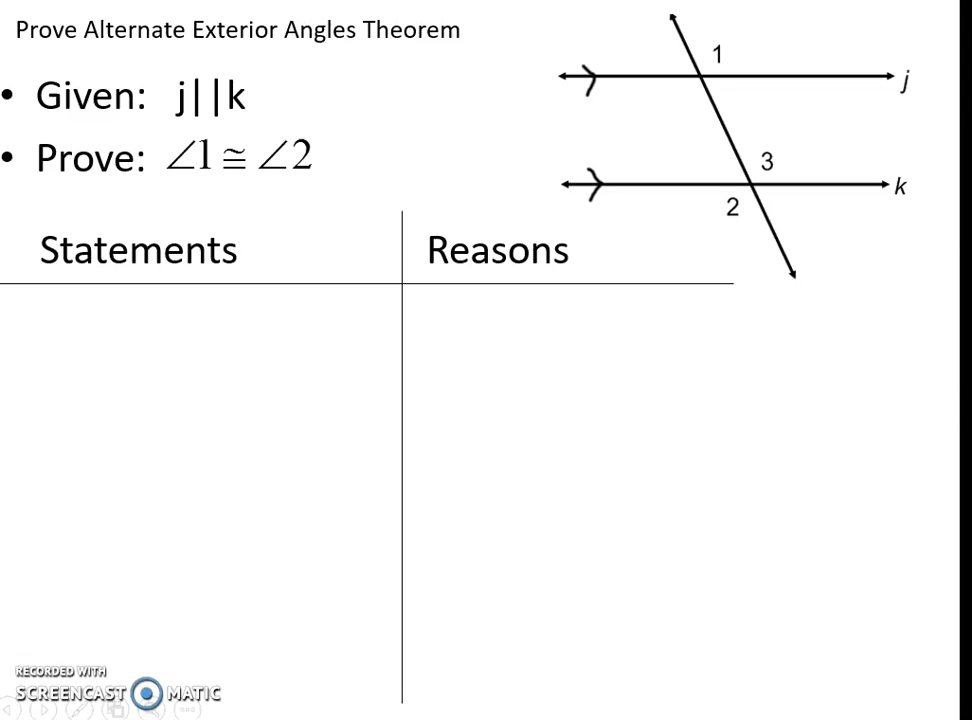 Prove Alternate Exterior Angles Theorem
• Given: j||k
• Prove: ∠1 ≅ ∠2
Statements
Reasons
1
j
3
k
2
RECORDED WITH
SCREENCAST MATIC